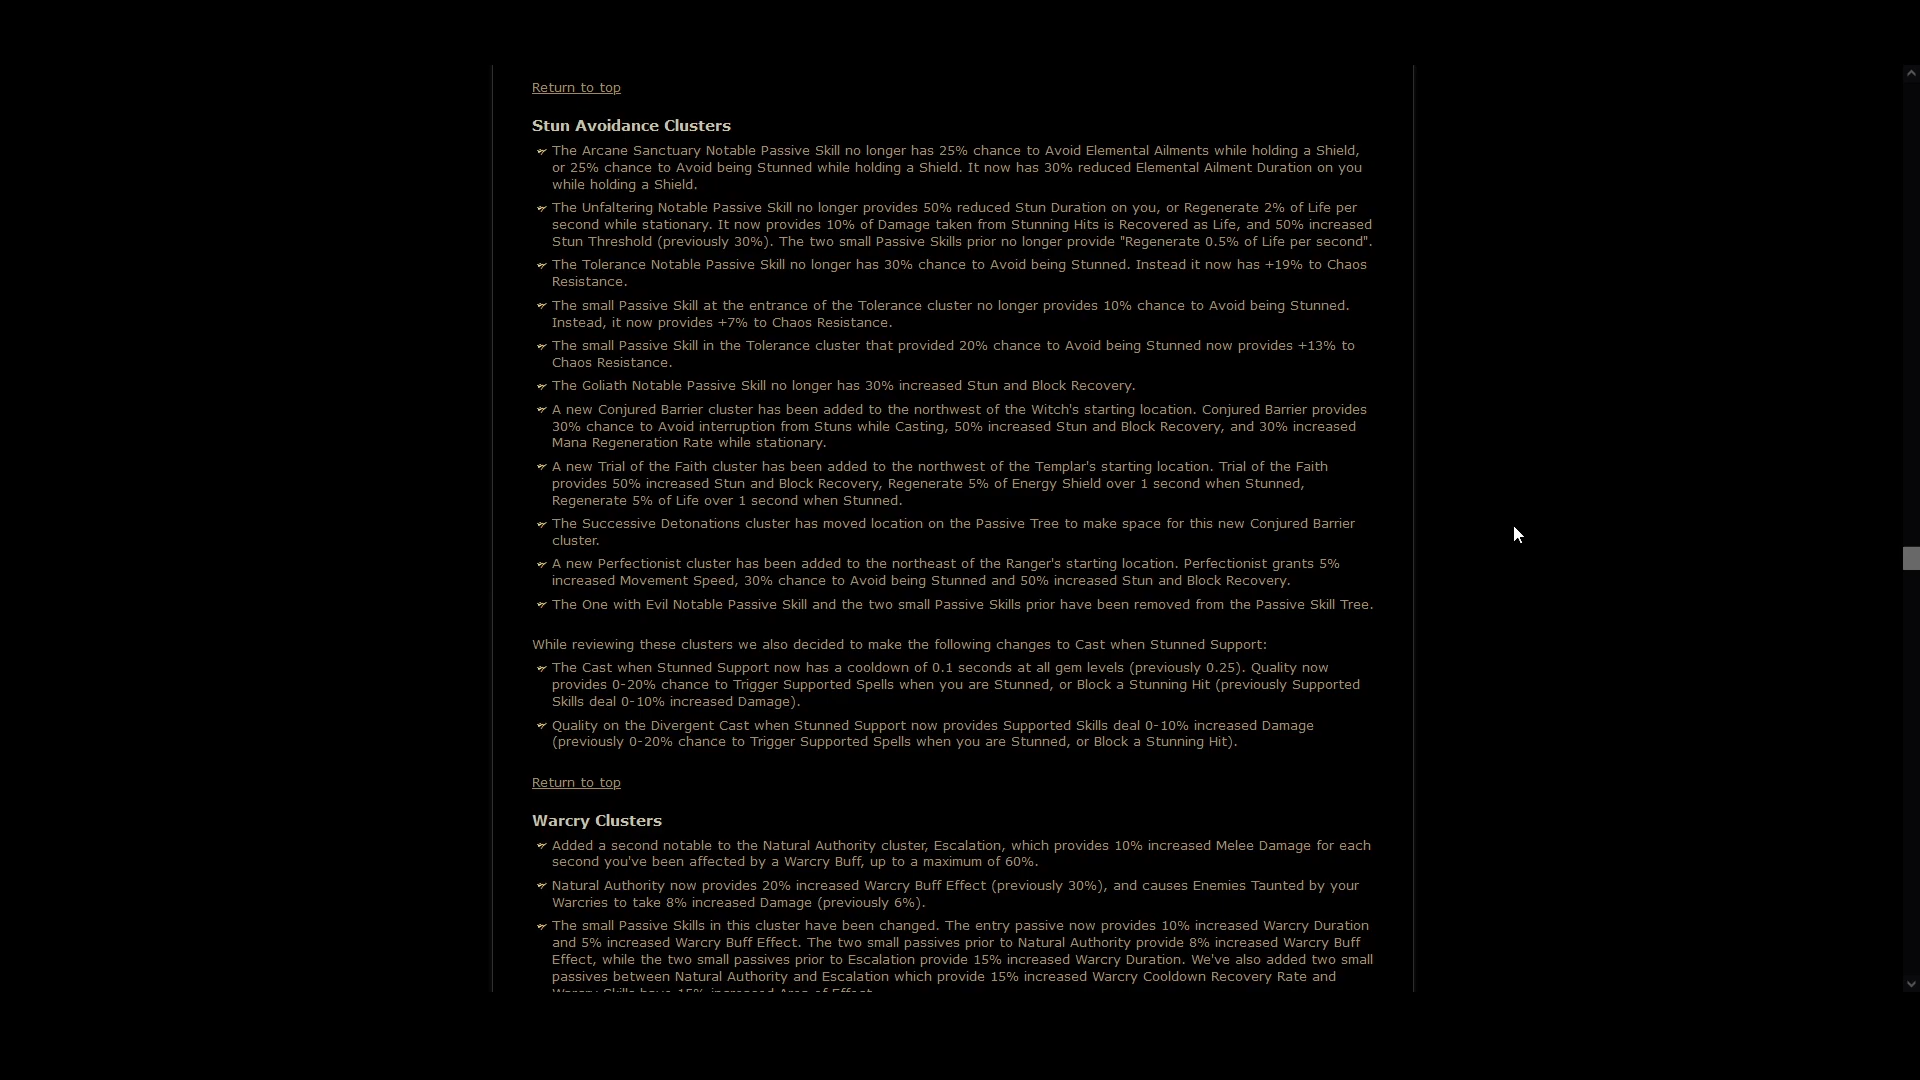 Return to top
Stun Avoidance Clusters
The Arcane Sanctuary Notable Passive Skill no longer has 25% chance to Avoid Elemental Ailments while holding a Shield,
or 25% chance to Avoid being Stunned while holding a Shield. It now has 30% reduced Elemental Ailment Duration on you
while holding a Shield.
The Unfaltering Notable Passive Skill no longer provides 50% reduced Stun Duration on you, or Regenerate 2% of Life per
second while stationary. It now provides 10% of Damage taken from Stunning Hits is Recovered as Life, and 50% increased
Stun Threshold (previously 30%). The two small Passive Skills prior no longer provide "Regenerate 0.5% of Life per second".
The Tolerance Notable Passive Skill no longer has 30% chance to Avoid being Stunned. Instead it now has +19% to Chaos
Resistance.
The small Passive Skill at the entrance of the Tolerance cluster no longer provides 10% chance to Avoid being Stunned.
Instead, it now provides +7% to Chaos Resistance.
The small Passive Skill in the Tolerance cluster that provided 20% chance to Avoid being Stunned now provides +13% to
Chaos Resistance.
The Goliath Notable Passive Skill no longer has 30% increased Stun and Block Recovery.
A new Conjured Barrier cluster has been added to the northwest of the Witch's starting location. Conjured Barrier provides
30% chance to Avoid interruption from Stuns while Casting, 50% increased Stun and Block Recovery, and 30% increased
Mana Regeneration Rate while stationary.
A new Trial of the Faith cluster has been added to the northwest of the Templar's starting location. Trial of the Faith
provides 50% increased Stun and Block Recovery, Regenerate 5% of Energy Shield over 1 second when Stunned,
Regenerate 5% of Life over 1 second when Stunned.
The Successive Detonations cluster has moved location on the Passive Tree to make space for this new Conjured Barrier
cluster.
A new Perfectionist cluster has been added to the northeast of the Ranger's starting location. Perfectionist grants 5%
increased Movement Speed, 30% chance to Avoid being Stunned and 50% increased Stun and Block Recovery.
The One with Evil Notable Passive Skill and the two small Passive Skills prior have been removed from the Passive Skill Tree.
While reviewing these clusters we also decided to make the following changes to Cast when Stunned Support:
The Cast when Stunned Support now has a cooldown of 0.1 seconds at all gem levels (previously 0.25). Quality now
provides 0-20% chance to Trigger Supported Spells when you are Stunned, or Block a Stunning Hit (previously Supported
Skills deal 0-10% increased Damage).
Quality on the Divergent Cast when Stunned Support now provides Supported Skills deal 0-10% increased Damage
(previously 0-20% chance to Trigger Supported Spells when you are Stunned, or Block a Stunning Hit).
Return to top
Warcry Clusters
Added a second notable to the Natural Authority cluster, Escalation, which provides 10% increased Melee Damage for each
second you've been affected by a Warcry Buff, up to a maximum of 60%.
Natural Authority now provides 20% increased Warcry Buff Effect (previously 30%), and causes Enemies Taunted by your
Warcries to take 8% increased Damage (previously 6%).
The small Passive Skills in this cluster have been changed. The entry passive now provides 10% increased Warcry Duration
and 5% increased Warcry Buff Effect. The two small passives prior to Natural Authority provide 8% increased Warcry Buff
Effect, while the two small passives prior to Escalation provide 15% increased Warcry Duration. We've also added two small
passives between Natural Authority and Escalation which provide 15% increased Warcry Cooldown Recovery Rate and
Warcry Skills have 15% increased Area of Effect.